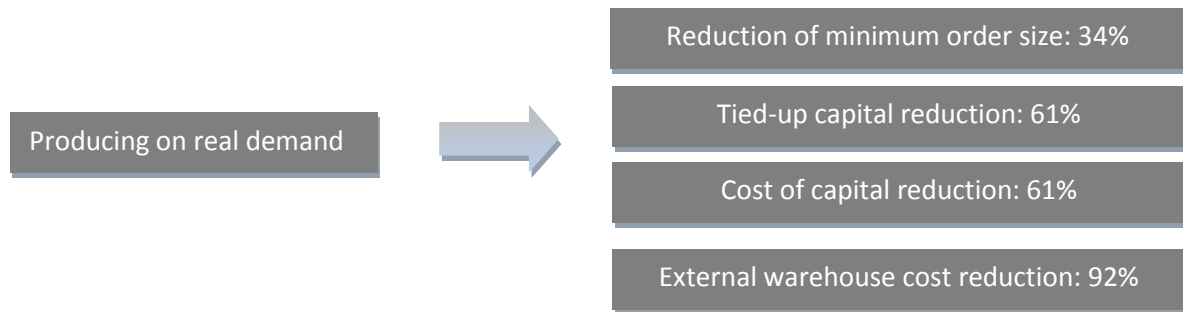 Producing on real demand
Reduction of minimum order size: 34%
Tied-up capital reduction: 61%
Cost of capital reduction: 61%
External warehouse cost reduction: 92%